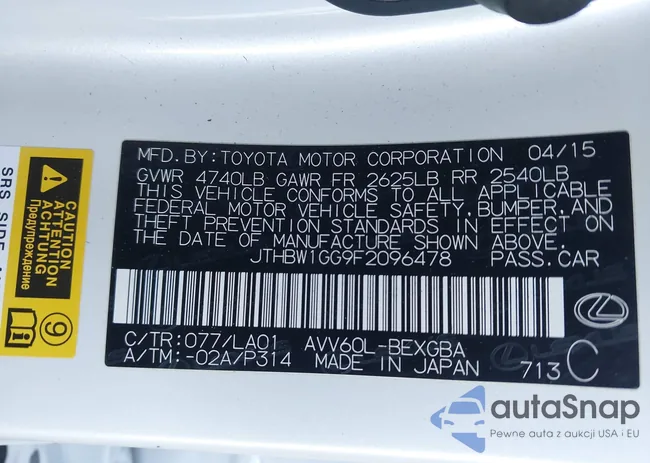 MFD.BY:TOYOTA MOTOR CORPORATION 04/15
GVWR 4740LB GAWR FR 2625LB RR 2540LB
THIS VEHICLE CONFORMS TO ALL APPLICABLE
FEDERAL MOTOR VEHICLE SAFETY,BUMPER,AND
THEFT PREVENTION STANDARDS IN EFFECT ON
THE DATE OF MANUFACTURE SHOWN ABOVE.
JTHBW1GG9F2096478 PASS.CAR
C/TR:077/LA01 AVV60L-BEXGBA
A/TM:-02A/P314 MADE IN JAPAN 713 C
CAUTION
ATTENTION
ACHTUNG
Предупреждение
9
SRS SIDE
autoSnap
Pewne auta z aukcji USA i EU